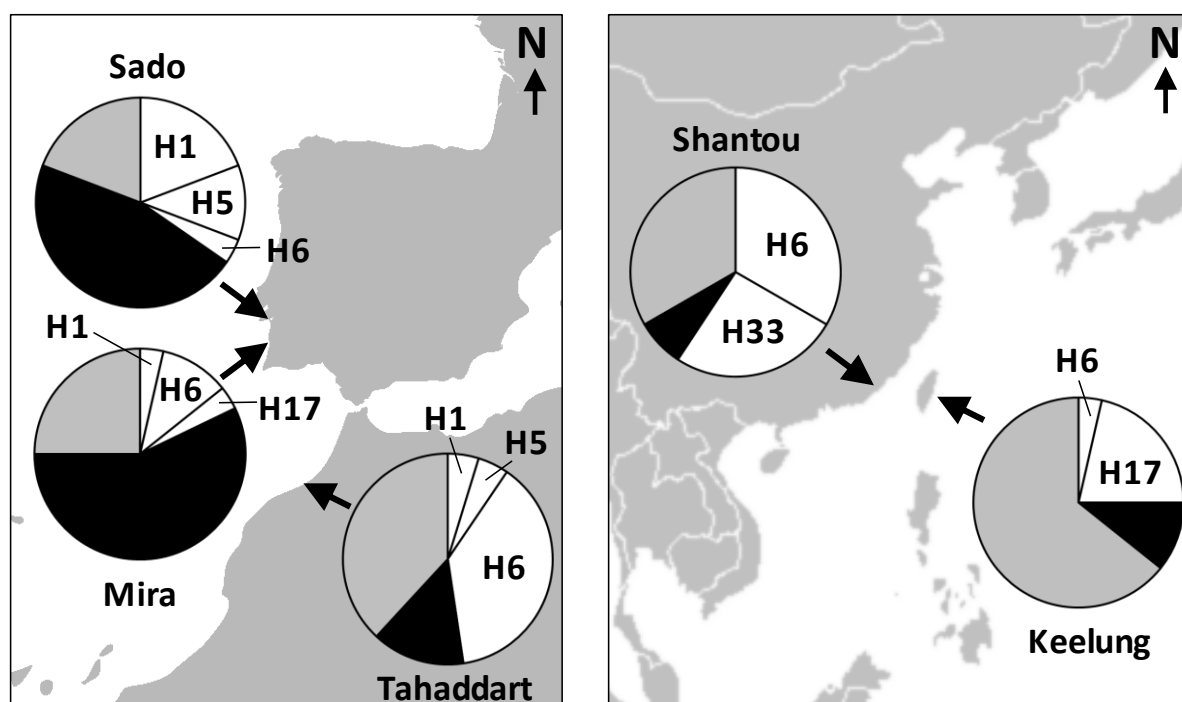 N
Sado
H1
H5
H6
H1
H6
H17
Mira
H1
H5
H6
Tahaddart
N
Shantou
H6
H33
H6
H17
Keelung